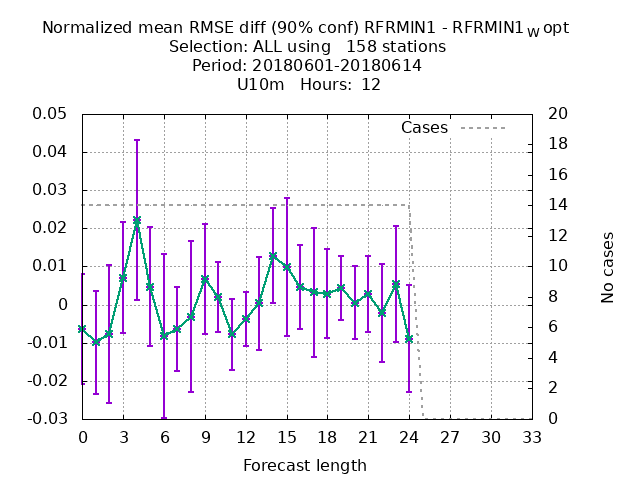 Normalized mean RMSE diff (90% conf) RFRMIN1 - RFRMIN1W opt
Selection: ALL using   158 stations
Period: 20180601-20180614
U10m   Hours:  12
Cases
0.05
0.04
0.03
0.02
0.01
0
-0.01
-0.02
-0.03
20
18
16
14
12
10
8
6
4
2
0
No cases
0 3 6 9 12 15 18 21 24 27 30 33
Forecast length